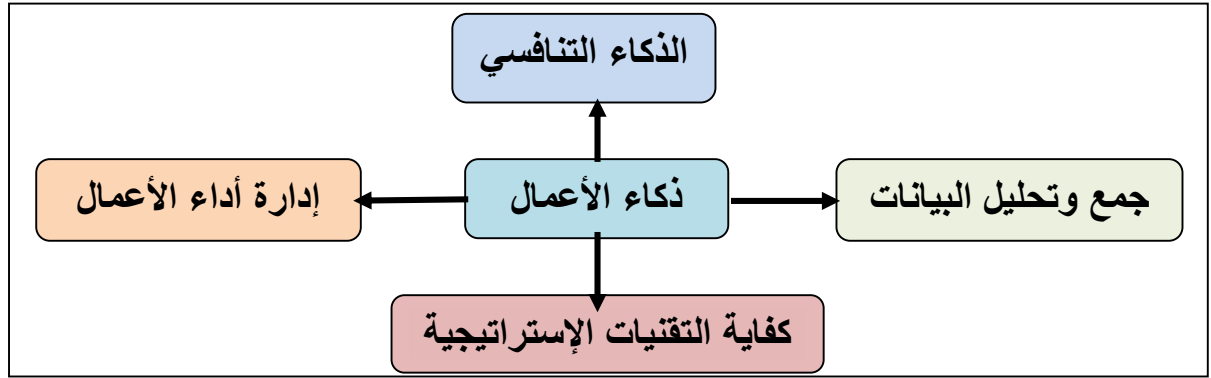 الذكاء التنافسي
جمع وتحليل البيانات
ذكاء الأعمال
إدارة أداء الأعمال
كفاية التقنيات الإستراتيجية